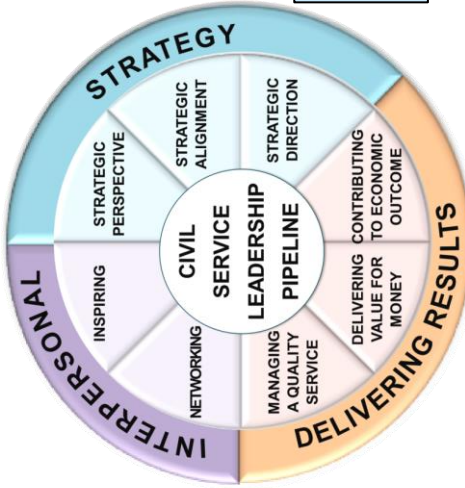 STRATEGY
STRATEGIC
PERSPECTIVE
STRATEGIC
ALIGNMENT
STRATEGIC
DIRECTION
DELIVERING RESULTS
CONTRIBUTING
TO ECONOMIC
OUTCOME
DELIVERING
VALUE FOR
MONEY
MANAGING
A QUALITY
SERVICE
INTERPERSONAL
NETWORKING
INSPIRING
CIVIL
SERVICE
LEADERSHIP
PIPELINE